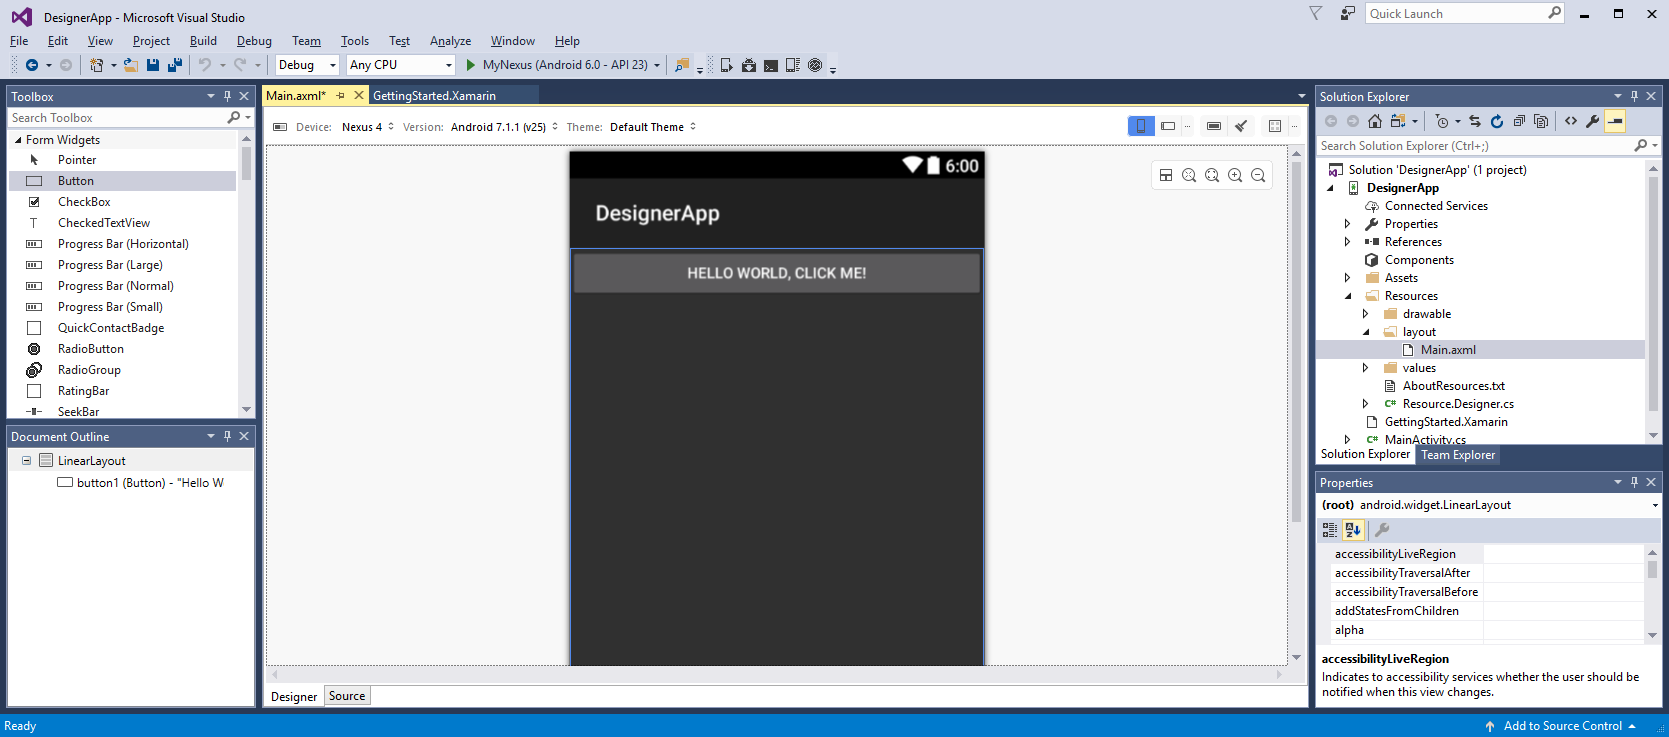 DesignerApp - Microsoft Visual Studio
Quick Launch
File Edit View Project Build Debug Team Tools Test Analyze Window Help
Debug Any CPU MyNexus (Android 6.0 - API 23)
Toolbox
Search Toolbox
Form Widgets
Pointer
Button
CheckBox
CheckedTextView
Progress Bar (Horizontal)
Progress Bar (Large)
Progress Bar (Normal)
Progress Bar (Small)
QuickContactBadge
RadioButton
RadioGroup
RatingBar
SeekBar
Document Outline
LinearLayout
button1 (Button) - "Hello W
Main.axml* GettingStarted.Xamarin
Device: Nexus 4 Version: Android 7.1.1 (v25) Theme: Default Theme
6:00
DesignerApp
HELLO WORLD, CLICK ME!
Designer Source
Solution Explorer
Search Solution Explorer (Ctrl+;)
Solution 'DesignerApp' (1 project)
DesignerApp
Connected Services
Properties
References
Components
Assets
Resources
drawable
layout
Main.axml
values
AboutResources.txt
C# Resource.Designer.cs
GettingStarted.Xamarin
C# MainActivity.cs
Solution Explorer Team Explorer
Properties
(root) android.widget.LinearLayout
accessibilityLiveRegion
accessibilityTraversalAfter
accessibilityTraversalBefore
addStatesFromChildren
alpha
accessibilityLiveRegion
Indicates to accessibility services whether the user should be
notified when this view changes.
Ready
Add to Source Control